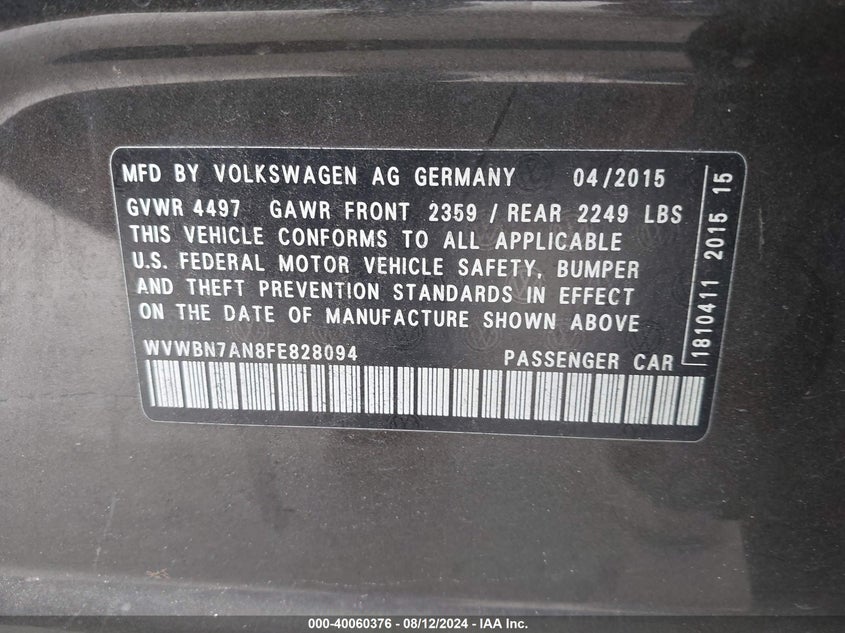 MFD BY VOLKSWAGEN AG GERMANY 04/2015
GVWR 4497 GAWR FRONT 2359 / REAR 2249 LBS
THIS VEHICLE CONFORMS TO ALL APPLICABLE
U.S. FEDERAL MOTOR VEHICLE SAFETY, BUMPER
AND THEFT PREVENTION STANDARDS IN EFFECT
ON THE DATE OF MANUFACTURE SHOWN ABOVE
WVWBN7AN8FE828094 PASSENGER CAR
1810411 2015 15
000-40060376 - 08/12/2024 - IAA Inc.